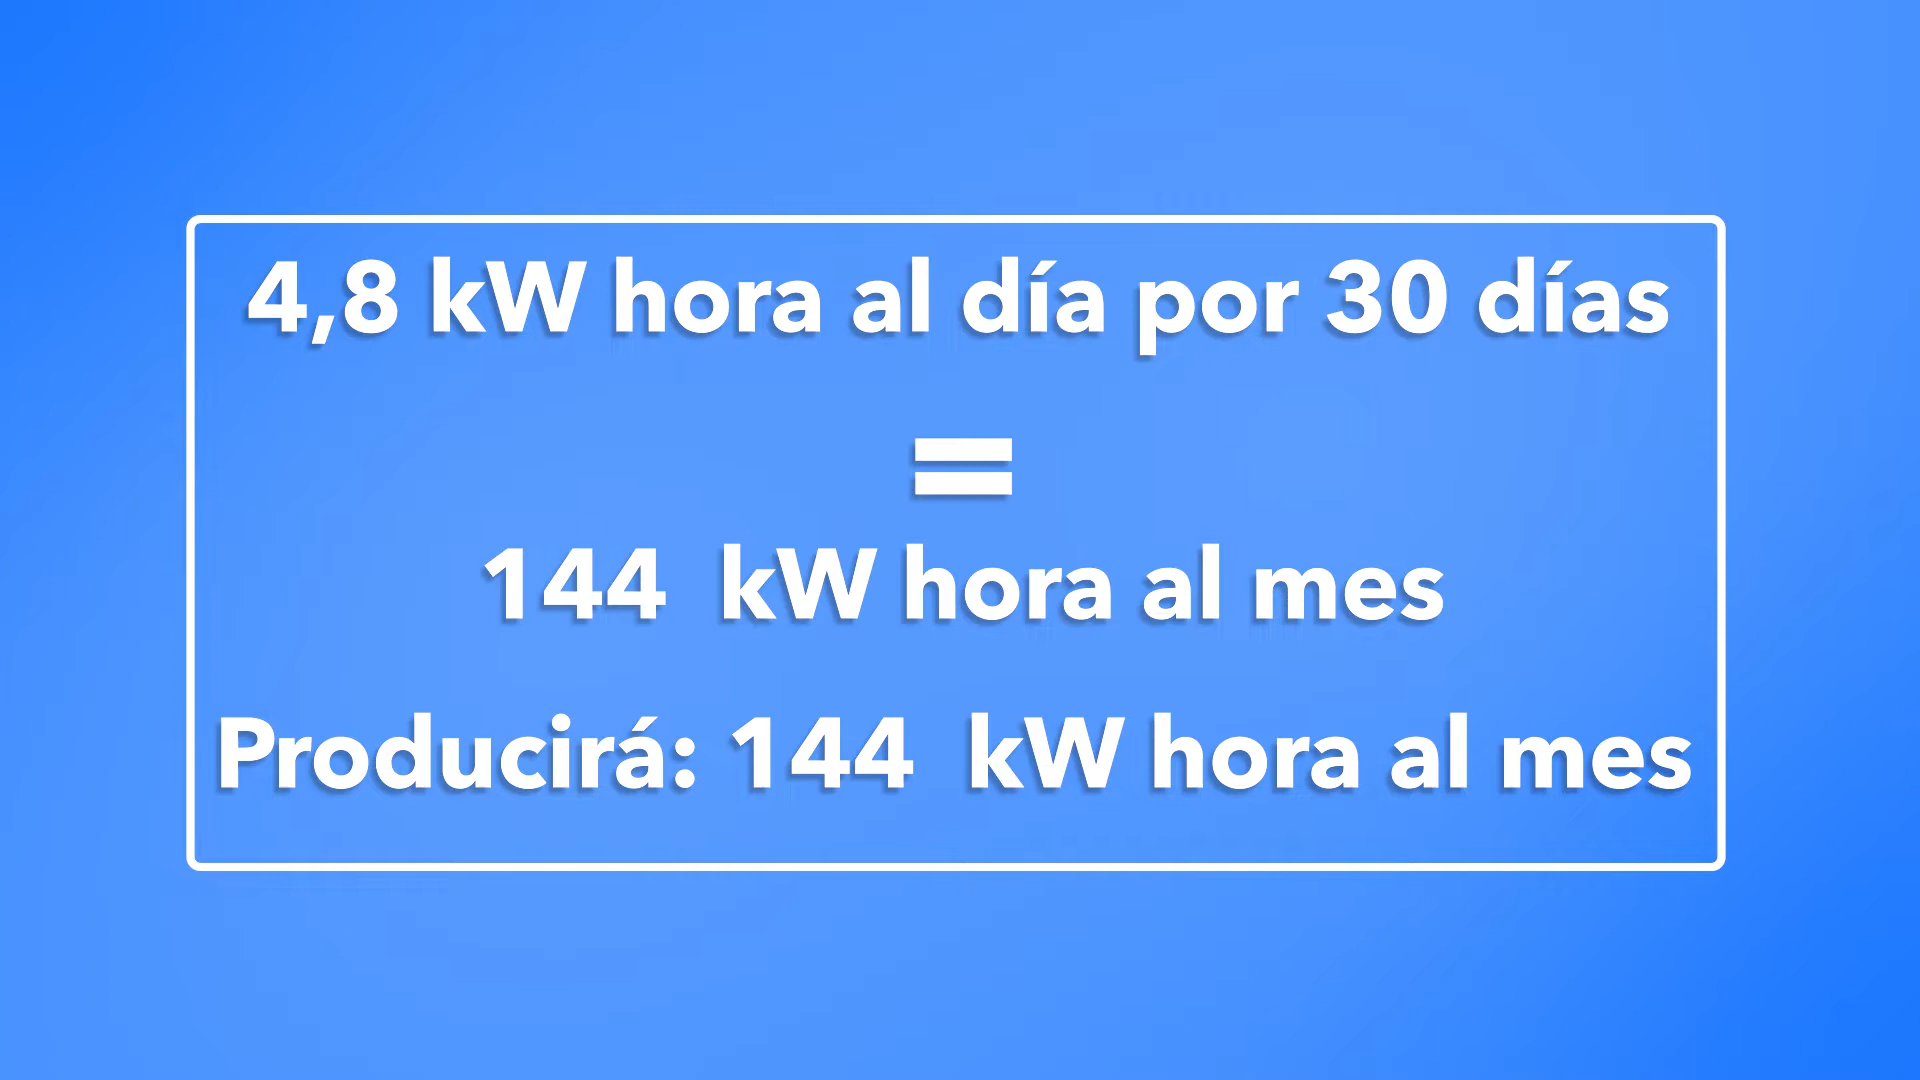 4,8 kW hora al día por 30 días
=
144 kW hora al mes
Producirá: 144 kW hora al mes